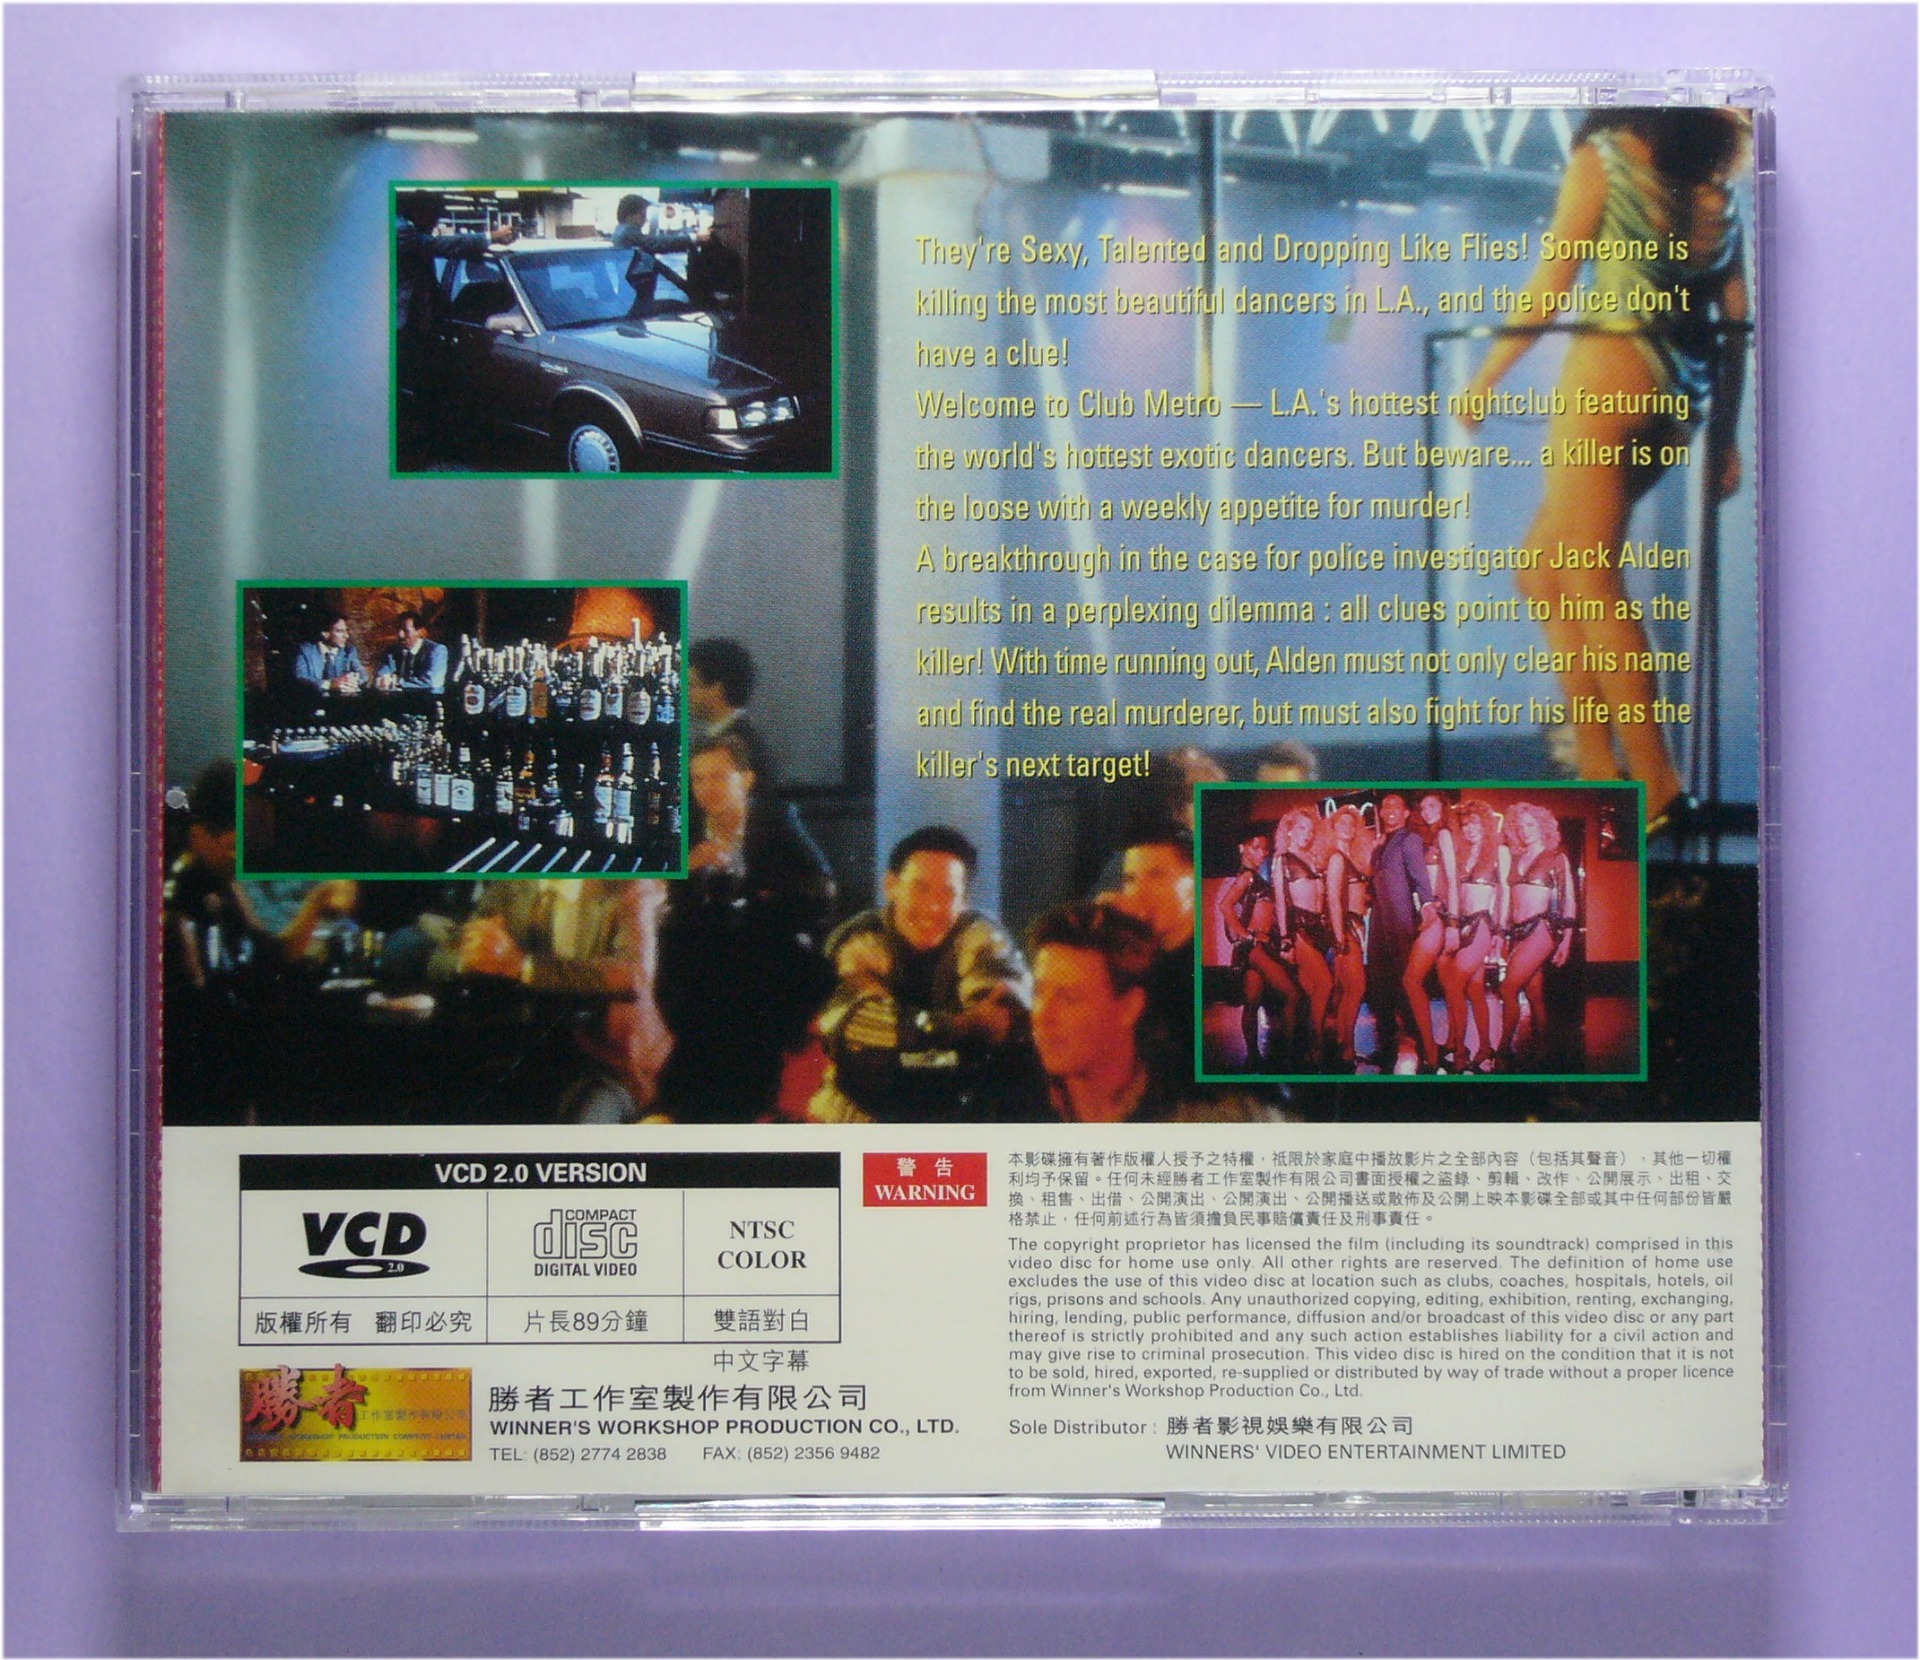 They're Sexy, Talented and Dropping Like Flies! Someone is
killing the most beautiful dancers in L.A., and the police don't
have a clue!
Welcome to Club Metro — L.A.'s hottest nightclub featuring
the world's hottest exotic dancers. But beware... a killer is on
the loose with a weekly appetite for murder!
A breakthrough in the case for police investigator Jack Alden
results in a perplexing dilemma : all clues point to him as the
killer! With time running out, Alden must not only clear his name
and find the real murderer, but must also fight for his life as the
killer's next target!
VCD 2.0 VERSION
VCD 2.0
COMPACT
disc
DIGITAL VIDEO
NTSC
COLOR
版權所有 翻印必究
片長89分鐘
雙語對白
中文字幕
勝者
工作室製作有限公司
WORKSHOP PRODUCTION COMPANY LIMITED
勝者工作室製作有限公司
WINNER'S WORKSHOP PRODUCTION CO., LTD.
TEL: (852) 2774 2838 FAX: (852) 2356 9482
警告
WARNING
本影碟擁有著作版權人授予之特權，祇限於家庭中播放影片之全部內容（包括其聲音），其他一切權
利均予保留。任何未經勝者工作室製作有限公司書面授權之盜錄、剪輯、改作、公開展示、出租、交
換、租售、出借、公開演出、公開演出、公開播送或散佈及公開上映本影碟全部或其中任何部份皆嚴
格禁止，任何前述行為皆須擔負民事賠償責任及刑事責任。
The copyright proprietor has licensed the film (including its soundtrack) comprised in this
video disc for home use only. All other rights are reserved. The definition of home use
excludes the use of this video disc at location such as clubs, coaches, hospitals, hotels, oil
rigs, prisons and schools. Any unauthorized copying, editing, exhibition, renting, exchanging,
hiring, lending, public performance, diffusion and/or broadcast of this video disc or any part
thereof is strictly prohibited and any such action establishes liability for a civil action and
may give rise to criminal prosecution. This video disc is hired on the condition that it is not
to be sold, hired, exported, re-supplied or distributed by way of trade without a proper licence
from Winner's Workshop Production Co., Ltd.
Sole Distributor : 勝者影視娛樂有限公司
WINNERS' VIDEO ENTERTAINMENT LIMITED